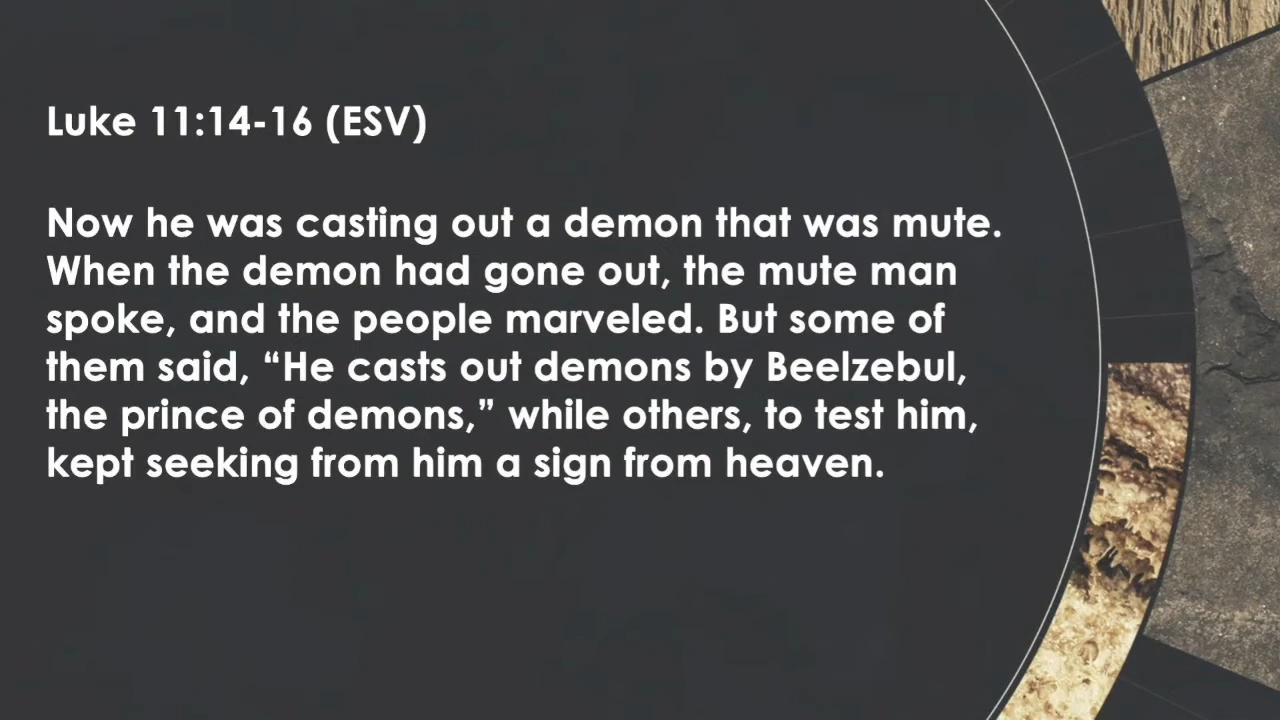 Luke 11:14-16 (ESV)
Now he was casting out a demon that was mute.
When the demon had gone out, the mute man
spoke, and the people marveled. But some of
them said, “He casts out demons by Beelzebul,
the prince of demons,” while others, to test him,
kept seeking from him a sign from heaven.